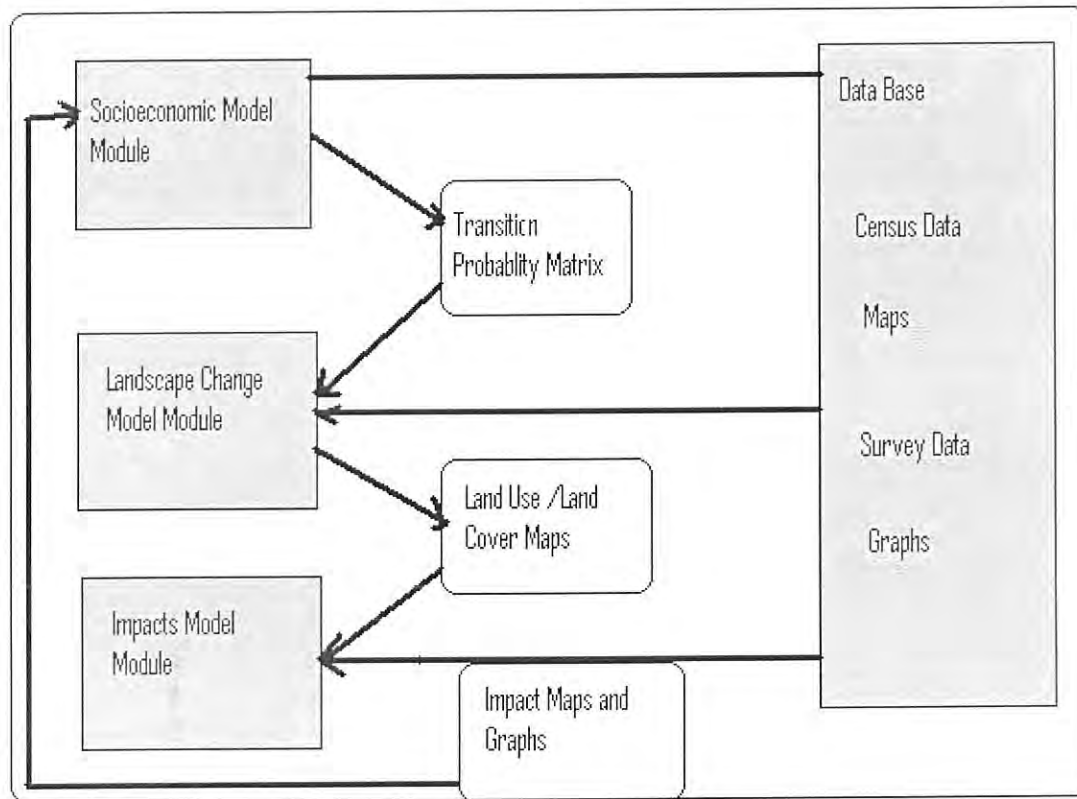 Socioeconomic Model
Module
Transition
Probablity Matrix
Landscape Change
Model Module
Land Use /Land
Cover Maps
Impacts Model
Module
Impact Maps and
Graphs
Data Base
Census Data
Maps
Survey Data
Graphs